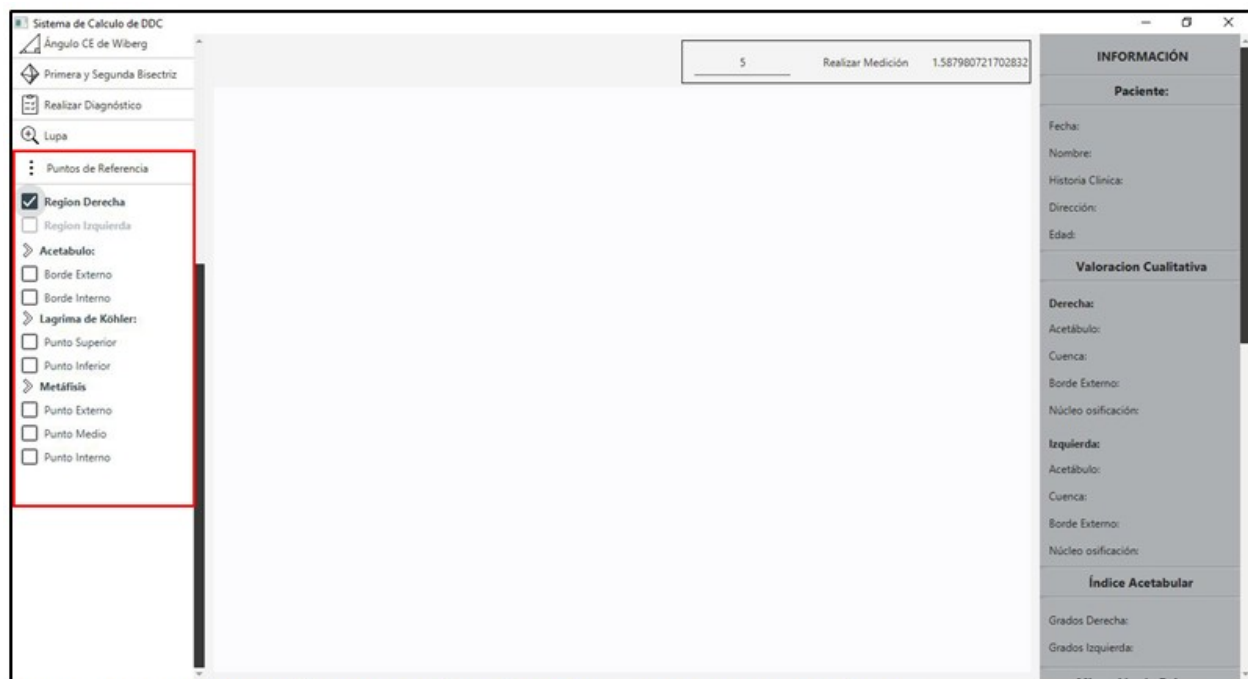 Sistema de Calculo de DDC
Ángulo CE de Wiberg
Primera y Segunda Bisectriz
Realizar Diagnóstico
Lupa
Puntos de Referencia
Region Derecha
Region Izquierda
Acetabulo:
Borde Externo
Borde Interno
Lagrima de Köhler:
Punto Superior
Punto Inferior
Metáfisis
Punto Externo
Punto Medio
Punto Interno
5 Realizar Medición 1.587980721702832
INFORMACIÓN
Paciente:
Fecha:
Nombre:
Historia Clinica:
Dirección:
Edad:
Valoracion Cualitativa
Derecha:
Acetábulo:
Cuenca:
Borde Externo:
Núcleo osificación:
Izquierda:
Acetábulo:
Cuenca:
Borde Externo:
Núcleo osificación:
Índice Acetabular
Grados Derecha:
Grados Izquierda: